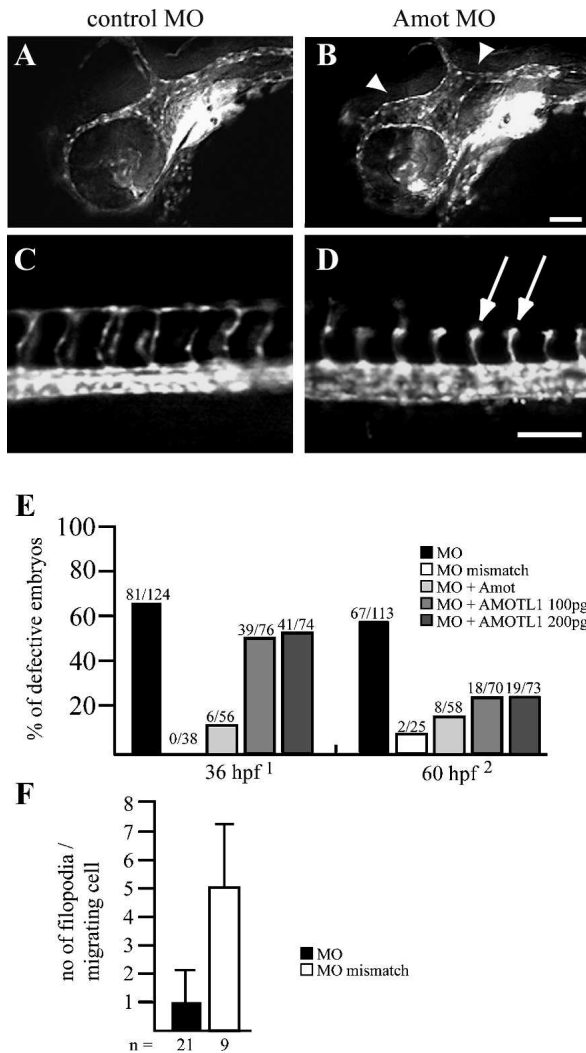 control MO
Amot MO
A
B
C
D
E
% of defective embryos
100
80
60
40
20
81/124
0/38
6/56
39/76
41/74
67/113
2/25
8/58
18/70
19/73
MO
MO mismatch
MO + Amot
MO + AMOTL1 100pg
MO + AMOTL1 200pg
36 hpf 1
60 hpf 2
F
no of filopodia /
migrating cell
8
7
6
5
4
3
2
1
MO
MO mismatch
n = 21 9